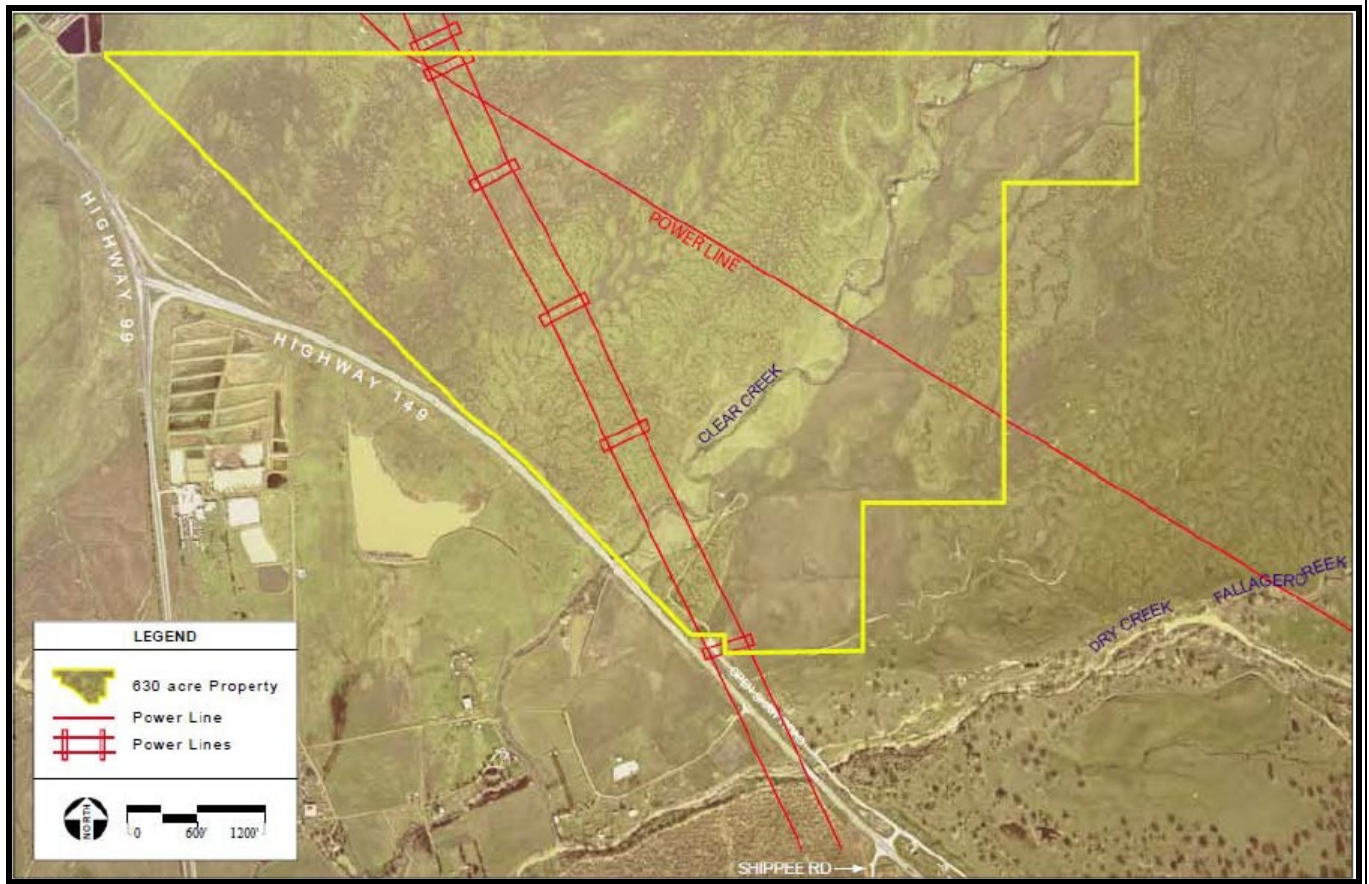 HIGHWAY 99
HIGHWAY 149
POWER LINE
CLEAR CREEK
DRY CREEK
FALLAGER CREEK
SHIPPEE RD
LEGEND
630 acre Property
Power Line
Power Lines
NORTH
0 600' 1200'